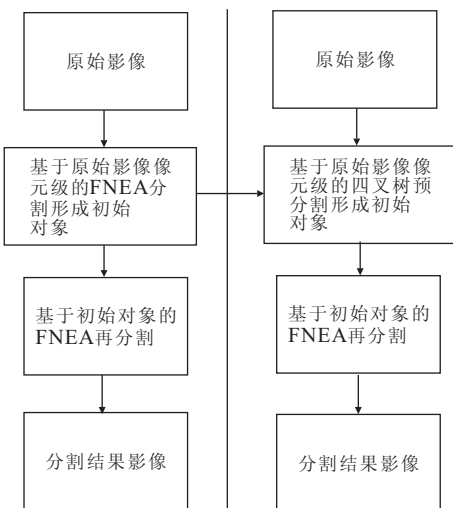 原始影像
基于原始影像像
元级的FNEA分
割形成初始
对象
基于初始对象的
FNEA再分割
分割结果影像
原始影像
基于原始影像像
元级的四叉树预
分割形成初始
对象
基于初始对象的
FNEA再分割
分割结果影像